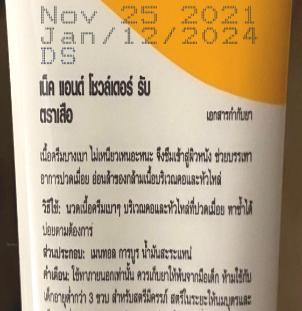 Nov 25 2021
Jan/12/2024
DS
เน็ค แอนด์ โชว์ลเดอร์ รับ
ตราเสือ
เอกสารกำกับยา
เนื้อครีมบางเบา ไม่เหนียวเหนอะหนะ จึงซึมเข้าสู่ผิวหนัง ช่วยบรรเทา
อาการปวดเมื่อย อ่อนล้าของกล้ามเนื้อบริเวณคอและหัวไหล่
วิธีใช้: นวดเนื้อครีมเบาๆ บริเวณคอและหัวไหล่ที่ปวดเมื่อย ทาซ้ำได้
บ่อยตามต้องการ
ส่วนประกอบ: เมนทอล การบูร น้ำมันสะระแหน่
คำเตือน: ใช้ทาภายนอกเท่านั้น ควรเก็บยาให้พ้นจากมือเด็ก ห้ามใช้กับ
เด็กอายุต่ำกว่า 3 ขวบ สำหรับสตรีมีครรภ์ สตรีในระยะให้นมบุตรและ